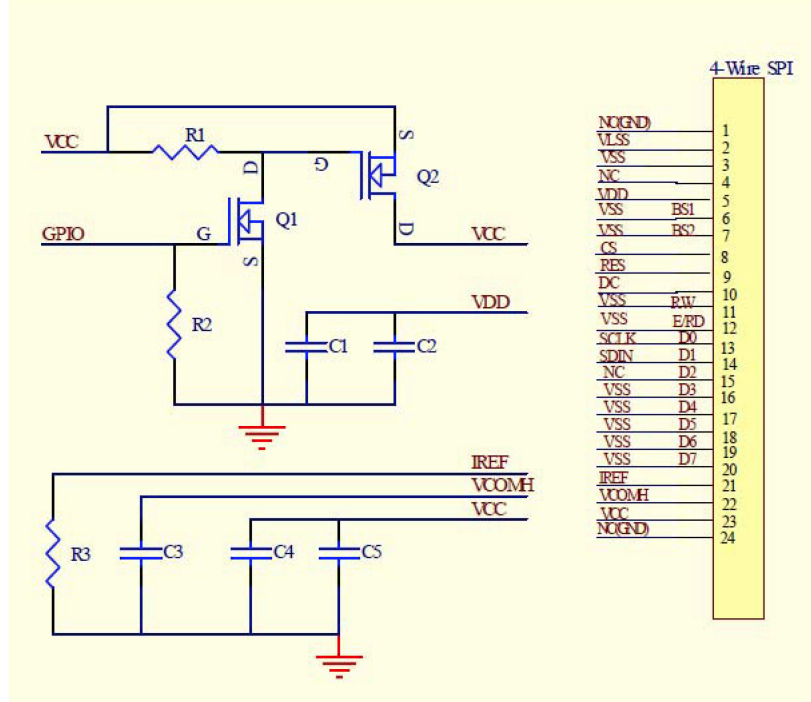 4-Wire SPI
VCC
R1
D
G
S
Q2
D
VCC
GPIO
G
Q1
S
R2
VDD
C1
C2
IREF
VCOMH
VCC
R3
C3
C4
C5
NC(GND) 1
VLSS 2
VSS 3
NC 4
VDD 5
VSS BS1 6
VSS BS2 7
CS 8
RES 9
DC 10
VSS RW 11
VSS E/RD 12
SCLK D0 13
SDIN D1 14
NC D2 15
VSS D3 16
VSS D4 17
VSS D5 18
VSS D6 19
VSS D7 20
IREF 21
VCOMH 22
VCC 23
NC(GND) 24